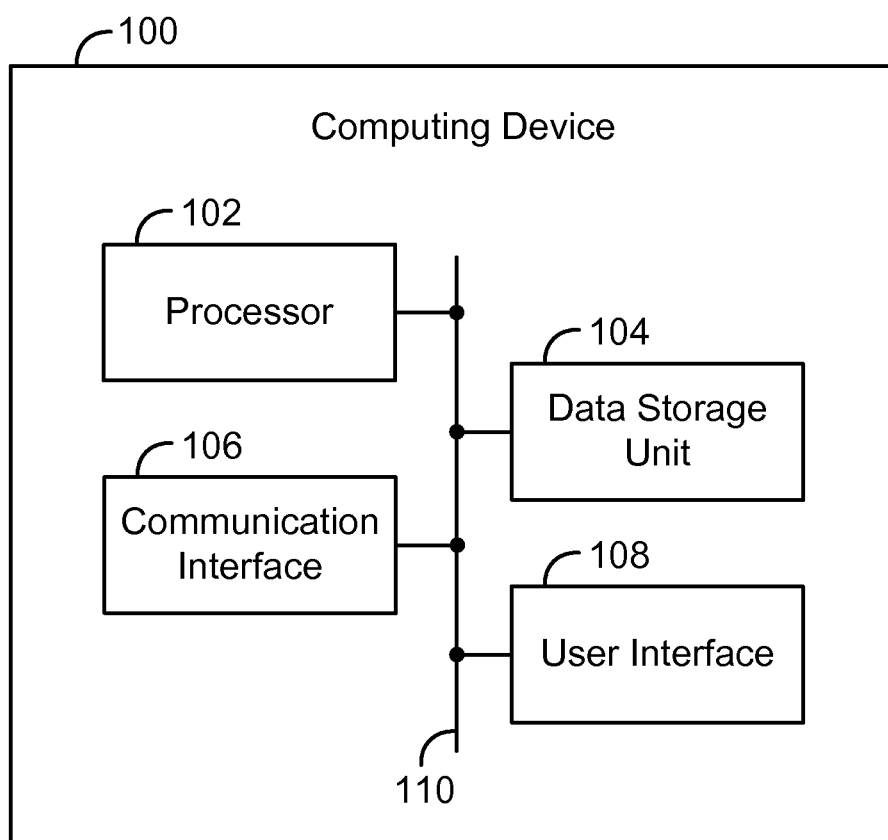 100
Computing Device
102
Processor
104
Data Storage
Unit
106
Communication
Interface
108
User Interface
110